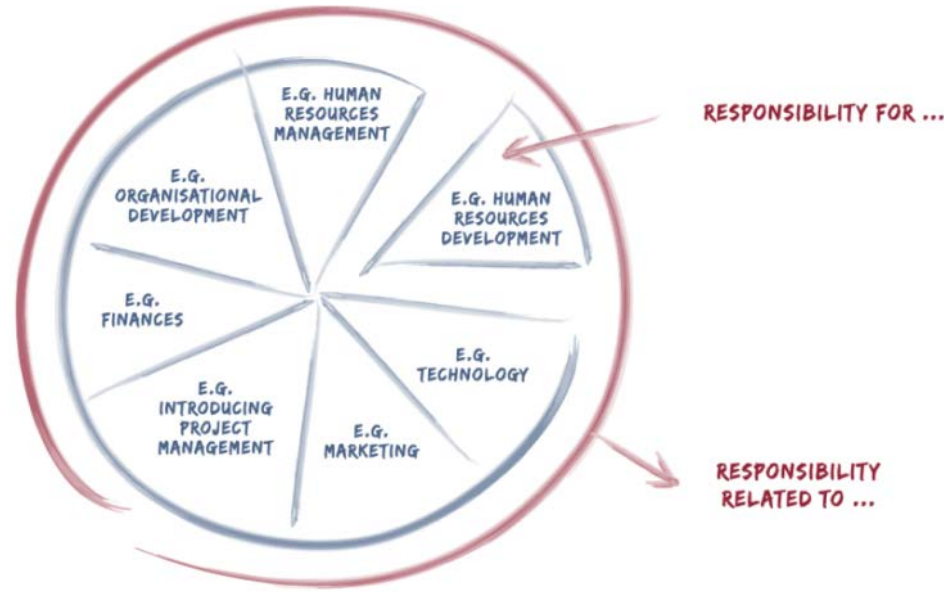 E.G. HUMAN
RESOURCES
MANAGEMENT
RESPONSIBILITY FOR ...
E.G.
ORGANISATIONAL
DEVELOPMENT
E.G. HUMAN
RESOURCES
DEVELOPMENT
E.G.
FINANCES
E.G.
TECHNOLOGY
E.G.
INTRODUCING
PROJECT
MANAGEMENT
E.G.
MARKETING
RESPONSIBILITY
RELATED TO ...